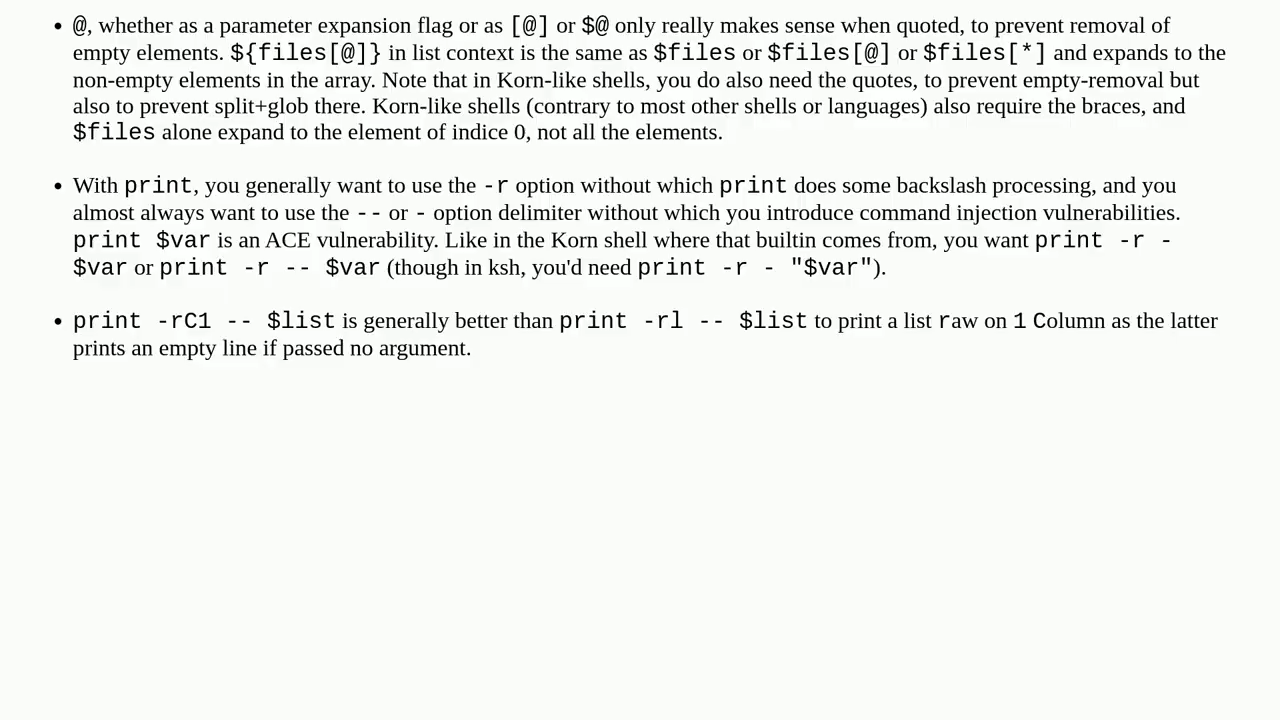 • @, whether as a parameter expansion flag or as [@] or $@ only really makes sense when quoted, to prevent removal of
empty elements. ${files[@]} in list context is the same as $files or $files[@] or $files[*] and expands to the
non-empty elements in the array. Note that in Korn-like shells, you do also need the quotes, to prevent empty-removal but
also to prevent split+glob there. Korn-like shells (contrary to most other shells or languages) also require the braces, and
$files alone expand to the element of indice 0, not all the elements.
• With print, you generally want to use the -r option without which print does some backslash processing, and you
almost always want to use the -- or - option delimiter without which you introduce command injection vulnerabilities.
print $var is an ACE vulnerability. Like in the Korn shell where that builtin comes from, you want print -r -
$var or print -r -- $var (though in ksh, you'd need print -r - "$var").
• print -rC1 -- $list is generally better than print -rl -- $list to print a list raw on 1 Column as the latter
prints an empty line if passed no argument.